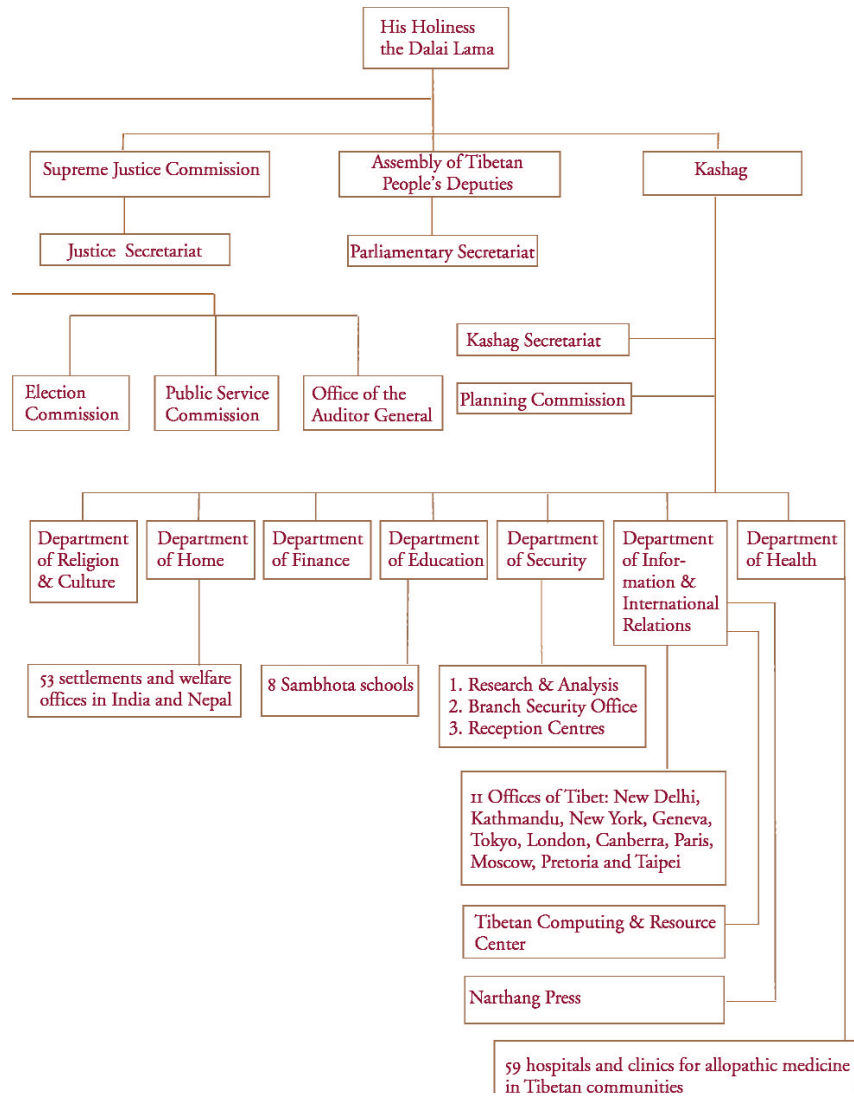 His Holiness
the Dalai Lama
Supreme Justice Commission
Assembly of Tibetan
People's Deputies
Kashag
Justice Secretariat
Parliamentary Secretariat
Kashag Secretariat
Election
Commission
Public Service
Commission
Office of the
Auditor General
Planning Commission
Department
of Religion
& Culture
Department
of Home
Department
of Finance
Department
of Education
Department
of Security
Department
of Infor-
mation &
International
Relations
Department
of Health
53 settlements and welfare
offices in India and Nepal
8 Sambhota schools
1. Research & Analysis
2. Branch Security Office
3. Reception Centres
11 Offices of Tibet: New Delhi,
Kathmandu, New York, Geneva,
Tokyo, London, Canberra, Paris,
Moscow, Pretoria and Taipei
Tibetan Computing & Resource
Center
Narthang Press
59 hospitals and clinics for allopathic medicine
in Tibetan communities